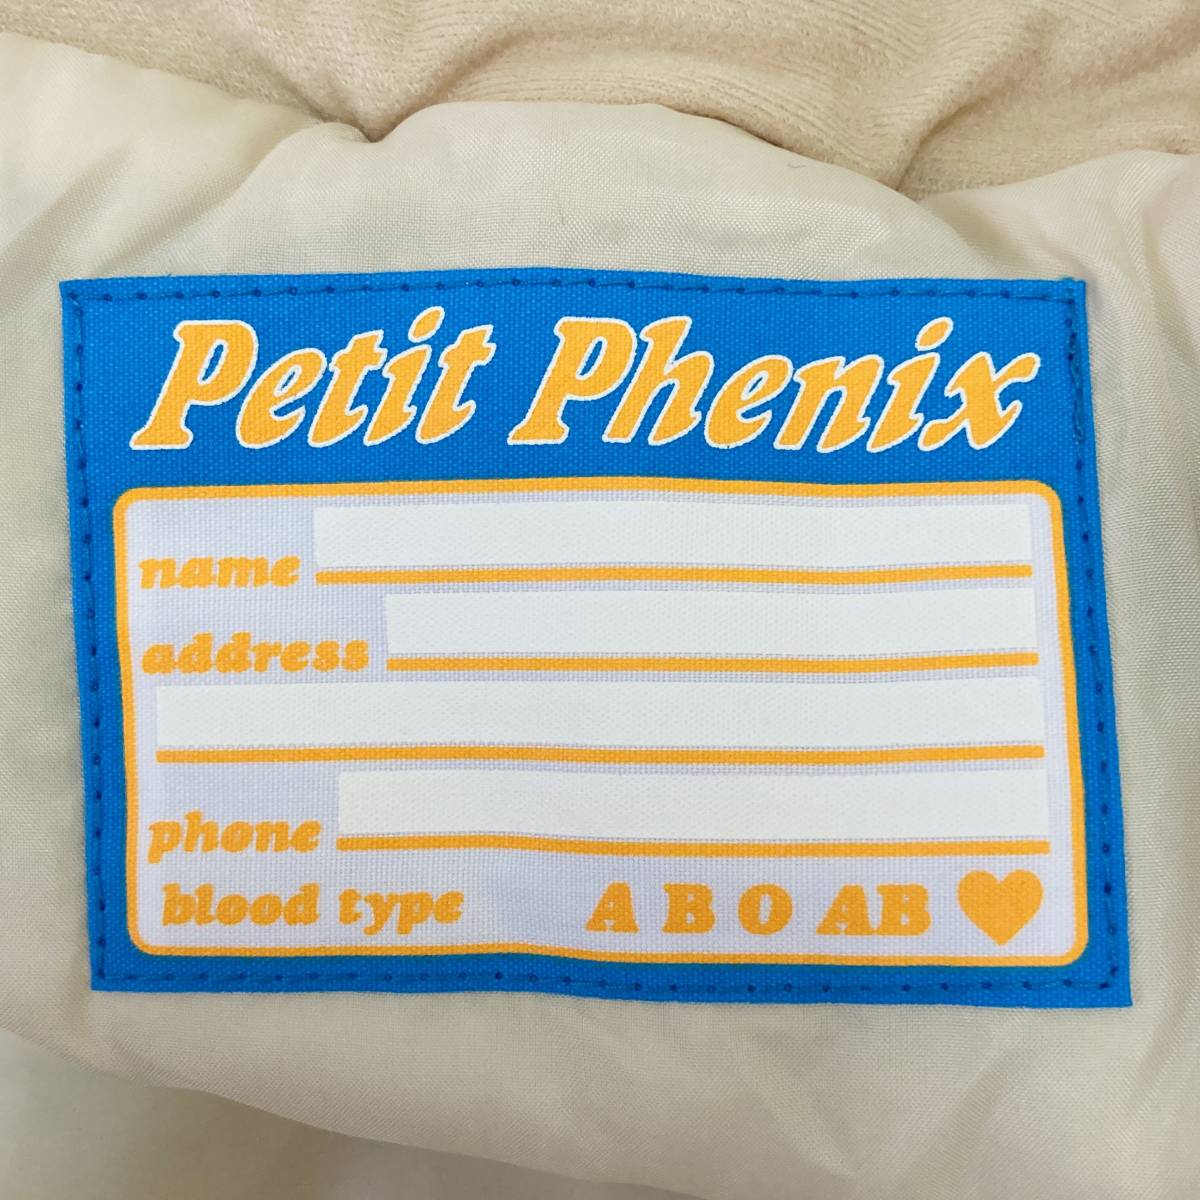 Petit Phenix
name
address
phone
blood type A B O AB